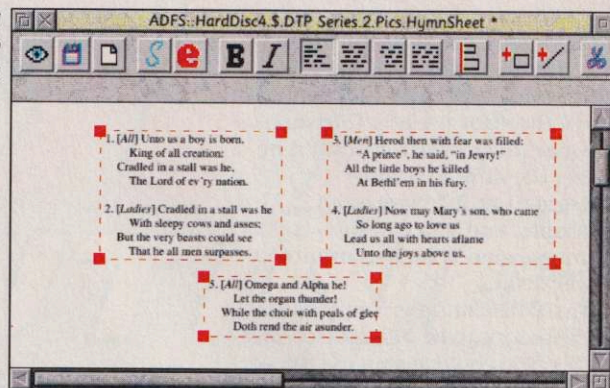 ADFS::HardDisc4.$.DTP Series.2.Pics.HymnSheet *
S e B I
1. [All] Unto us a boy is born,
King of all creation:
Cradled in a stall was he,
The Lord of ev'ry nation.
2. [Ladies] Cradled in a stall was he
With sleepy cows and asses:
But the very beasts could see
That he all men surpasses.
3. [Men] Herod then with fear was filled:
"A prince", he said, "in Jewry!"
All the little boys he killed
At Bethl'em in his fury.
4. [Ladies] Now may Mary's son, who came
So long ago to love us
Lead us all with hearts aflame
Unto the joys above us.
5. [All] Omega and Alpha he!
Let the organ thunder!
While the choir with peals of glee
Doth rend the air asunder.